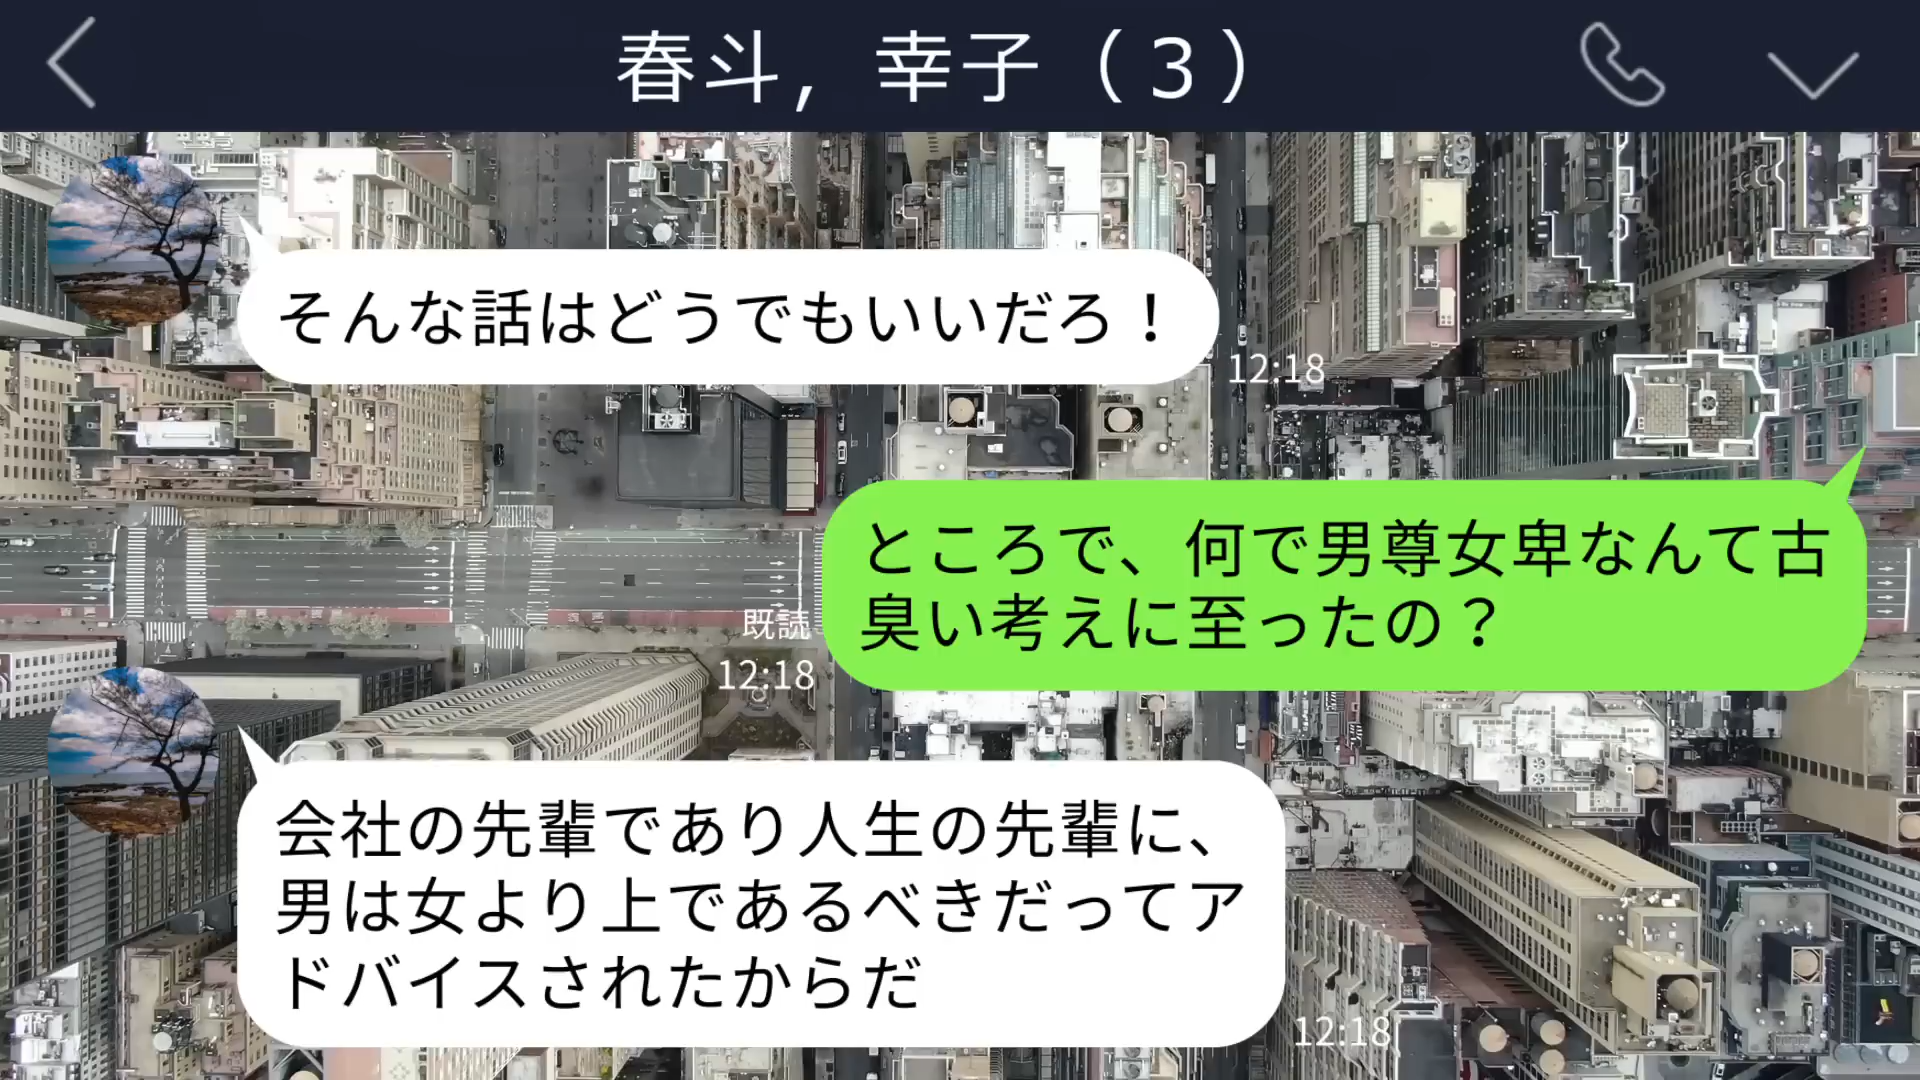 春斗，幸子（３）
そんな話はどうでもいいだろ！
12:18
ところで、何で男尊女卑なんて古
臭い考えに至ったの？
既読
12:18
会社の先輩であり人生の先輩に、
男は女より上であるべきだってア
ドバイスされたからだ
12:18